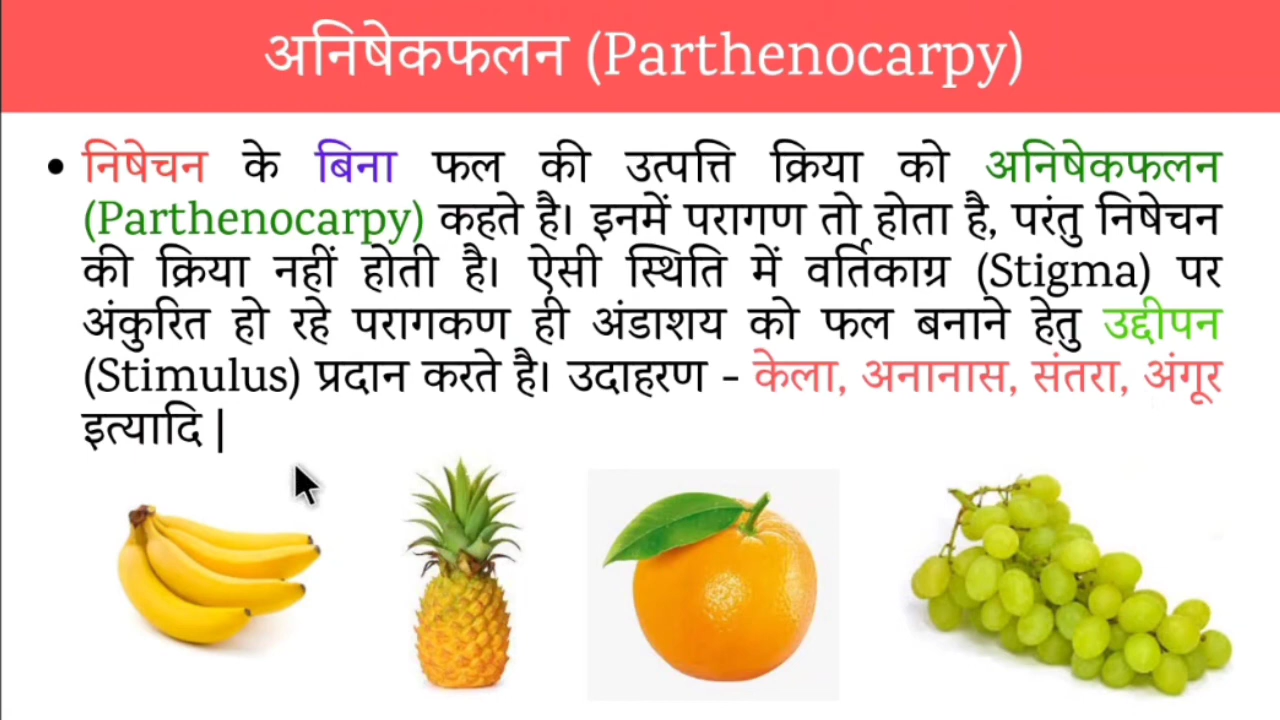 अनिषेकफलन (Parthenocarpy)
• निषेचन के बिना फल की उत्पत्ति क्रिया को अनिषेकफलन
(Parthenocarpy) कहते है। इनमें परागण तो होता है, परंतु निषेचन
की क्रिया नहीं होती है। ऐसी स्थिति में वर्तिकाग्र (Stigma) पर
अंकुरित हो रहे परागकण ही अंडाशय को फल बनाने हेतु उद्दीपन
(Stimulus) प्रदान करते है। उदाहरण - केला, अनानास, संतरा, अंगूर
इत्यादि |